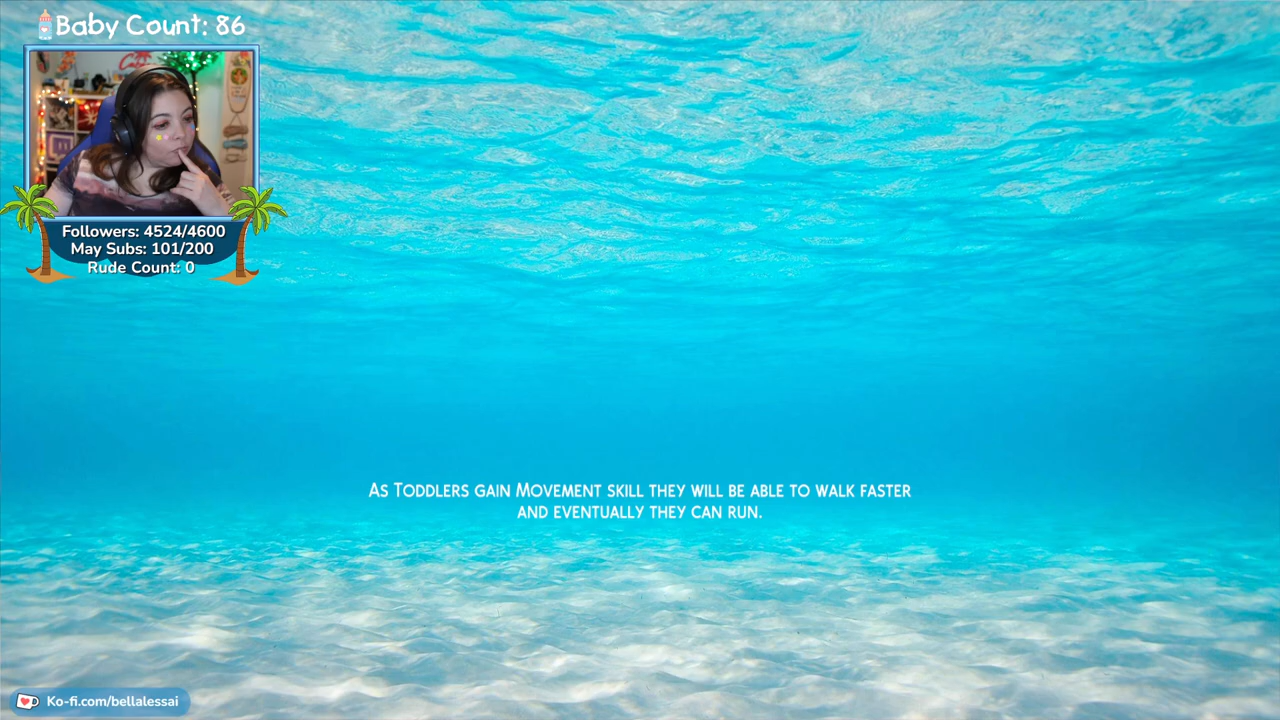 Baby Count: 86
Followers: 4524/4600
May Subs: 101/200
Rude Count: 0
As Toddlers gain Movement skill they will be able to walk faster
and eventually they can run.
Ko-fi.com/bellalessai